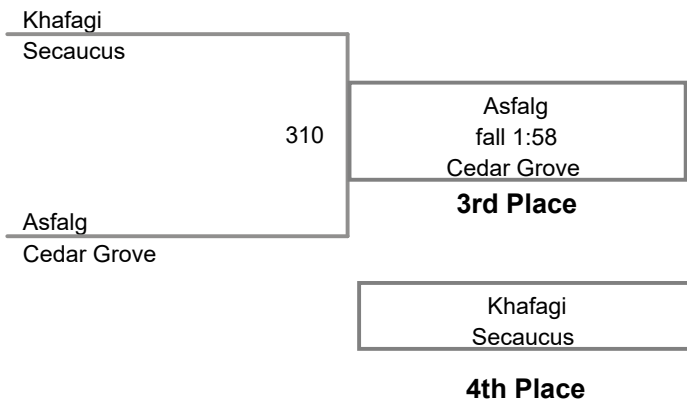 Khafagi
Secaucus
310
Asfalg
fall 1:58
Cedar Grove
3rd Place
Asfalg
Cedar Grove
Khafagi
Secaucus
4th Place